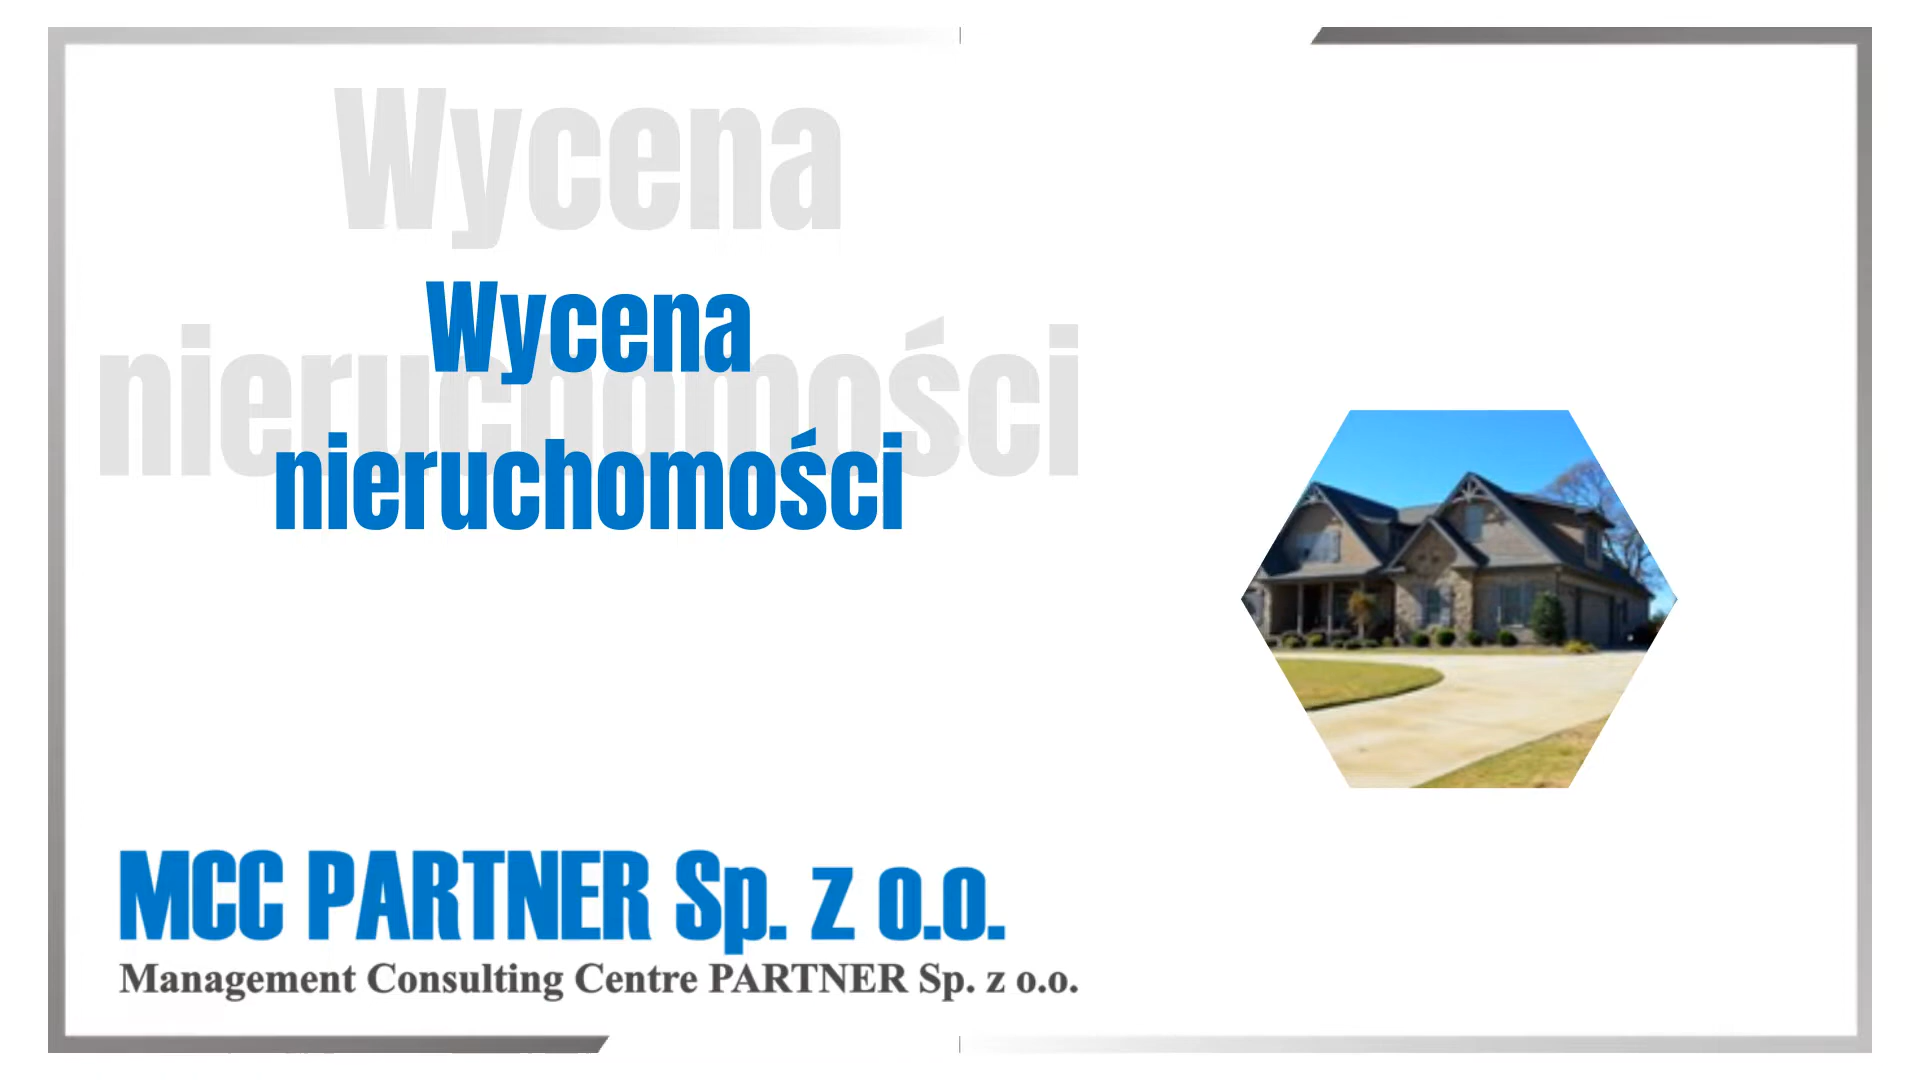 Wycena
Wycena
nieruchomości
nieruchomości
MCC PARTNER Sp. z o.o.
Management Consulting Centre PARTNER Sp. z o.o.